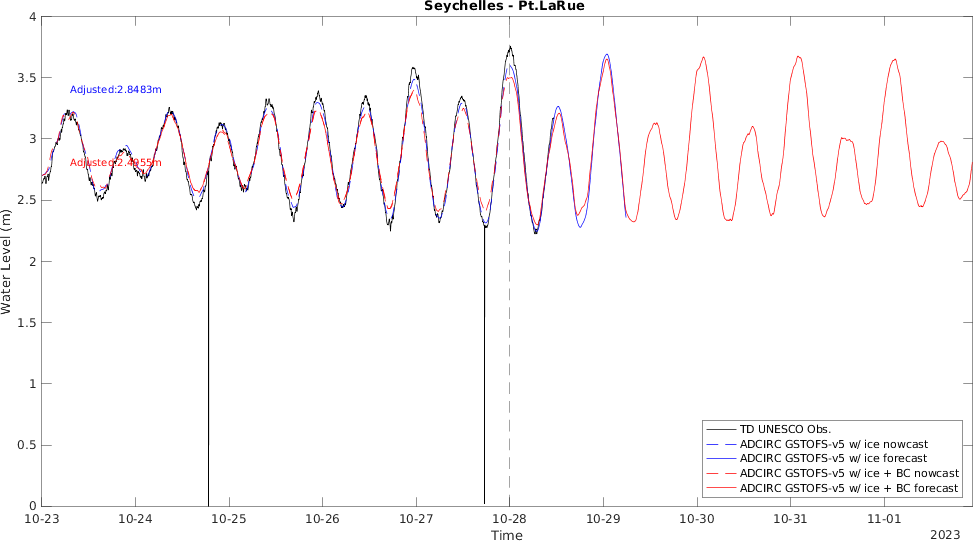 Seychelles - Pt.LaRue
4
3.5
3
2.5
2
1.5
1
0.5
0
Water Level (m)
Adjusted:2.8483m
Adjusted:2.4955m
TD UNESCO Obs.
ADCIRC GSTOFS-v5 w/ ice nowcast
ADCIRC GSTOFS-v5 w/ ice forecast
ADCIRC GSTOFS-v5 w/ ice + BC nowcast
ADCIRC GSTOFS-v5 w/ ice + BC forecast
10-23 10-24 10-25 10-26 10-27 10-28 10-29 10-30 10-31 11-01
Time
2023